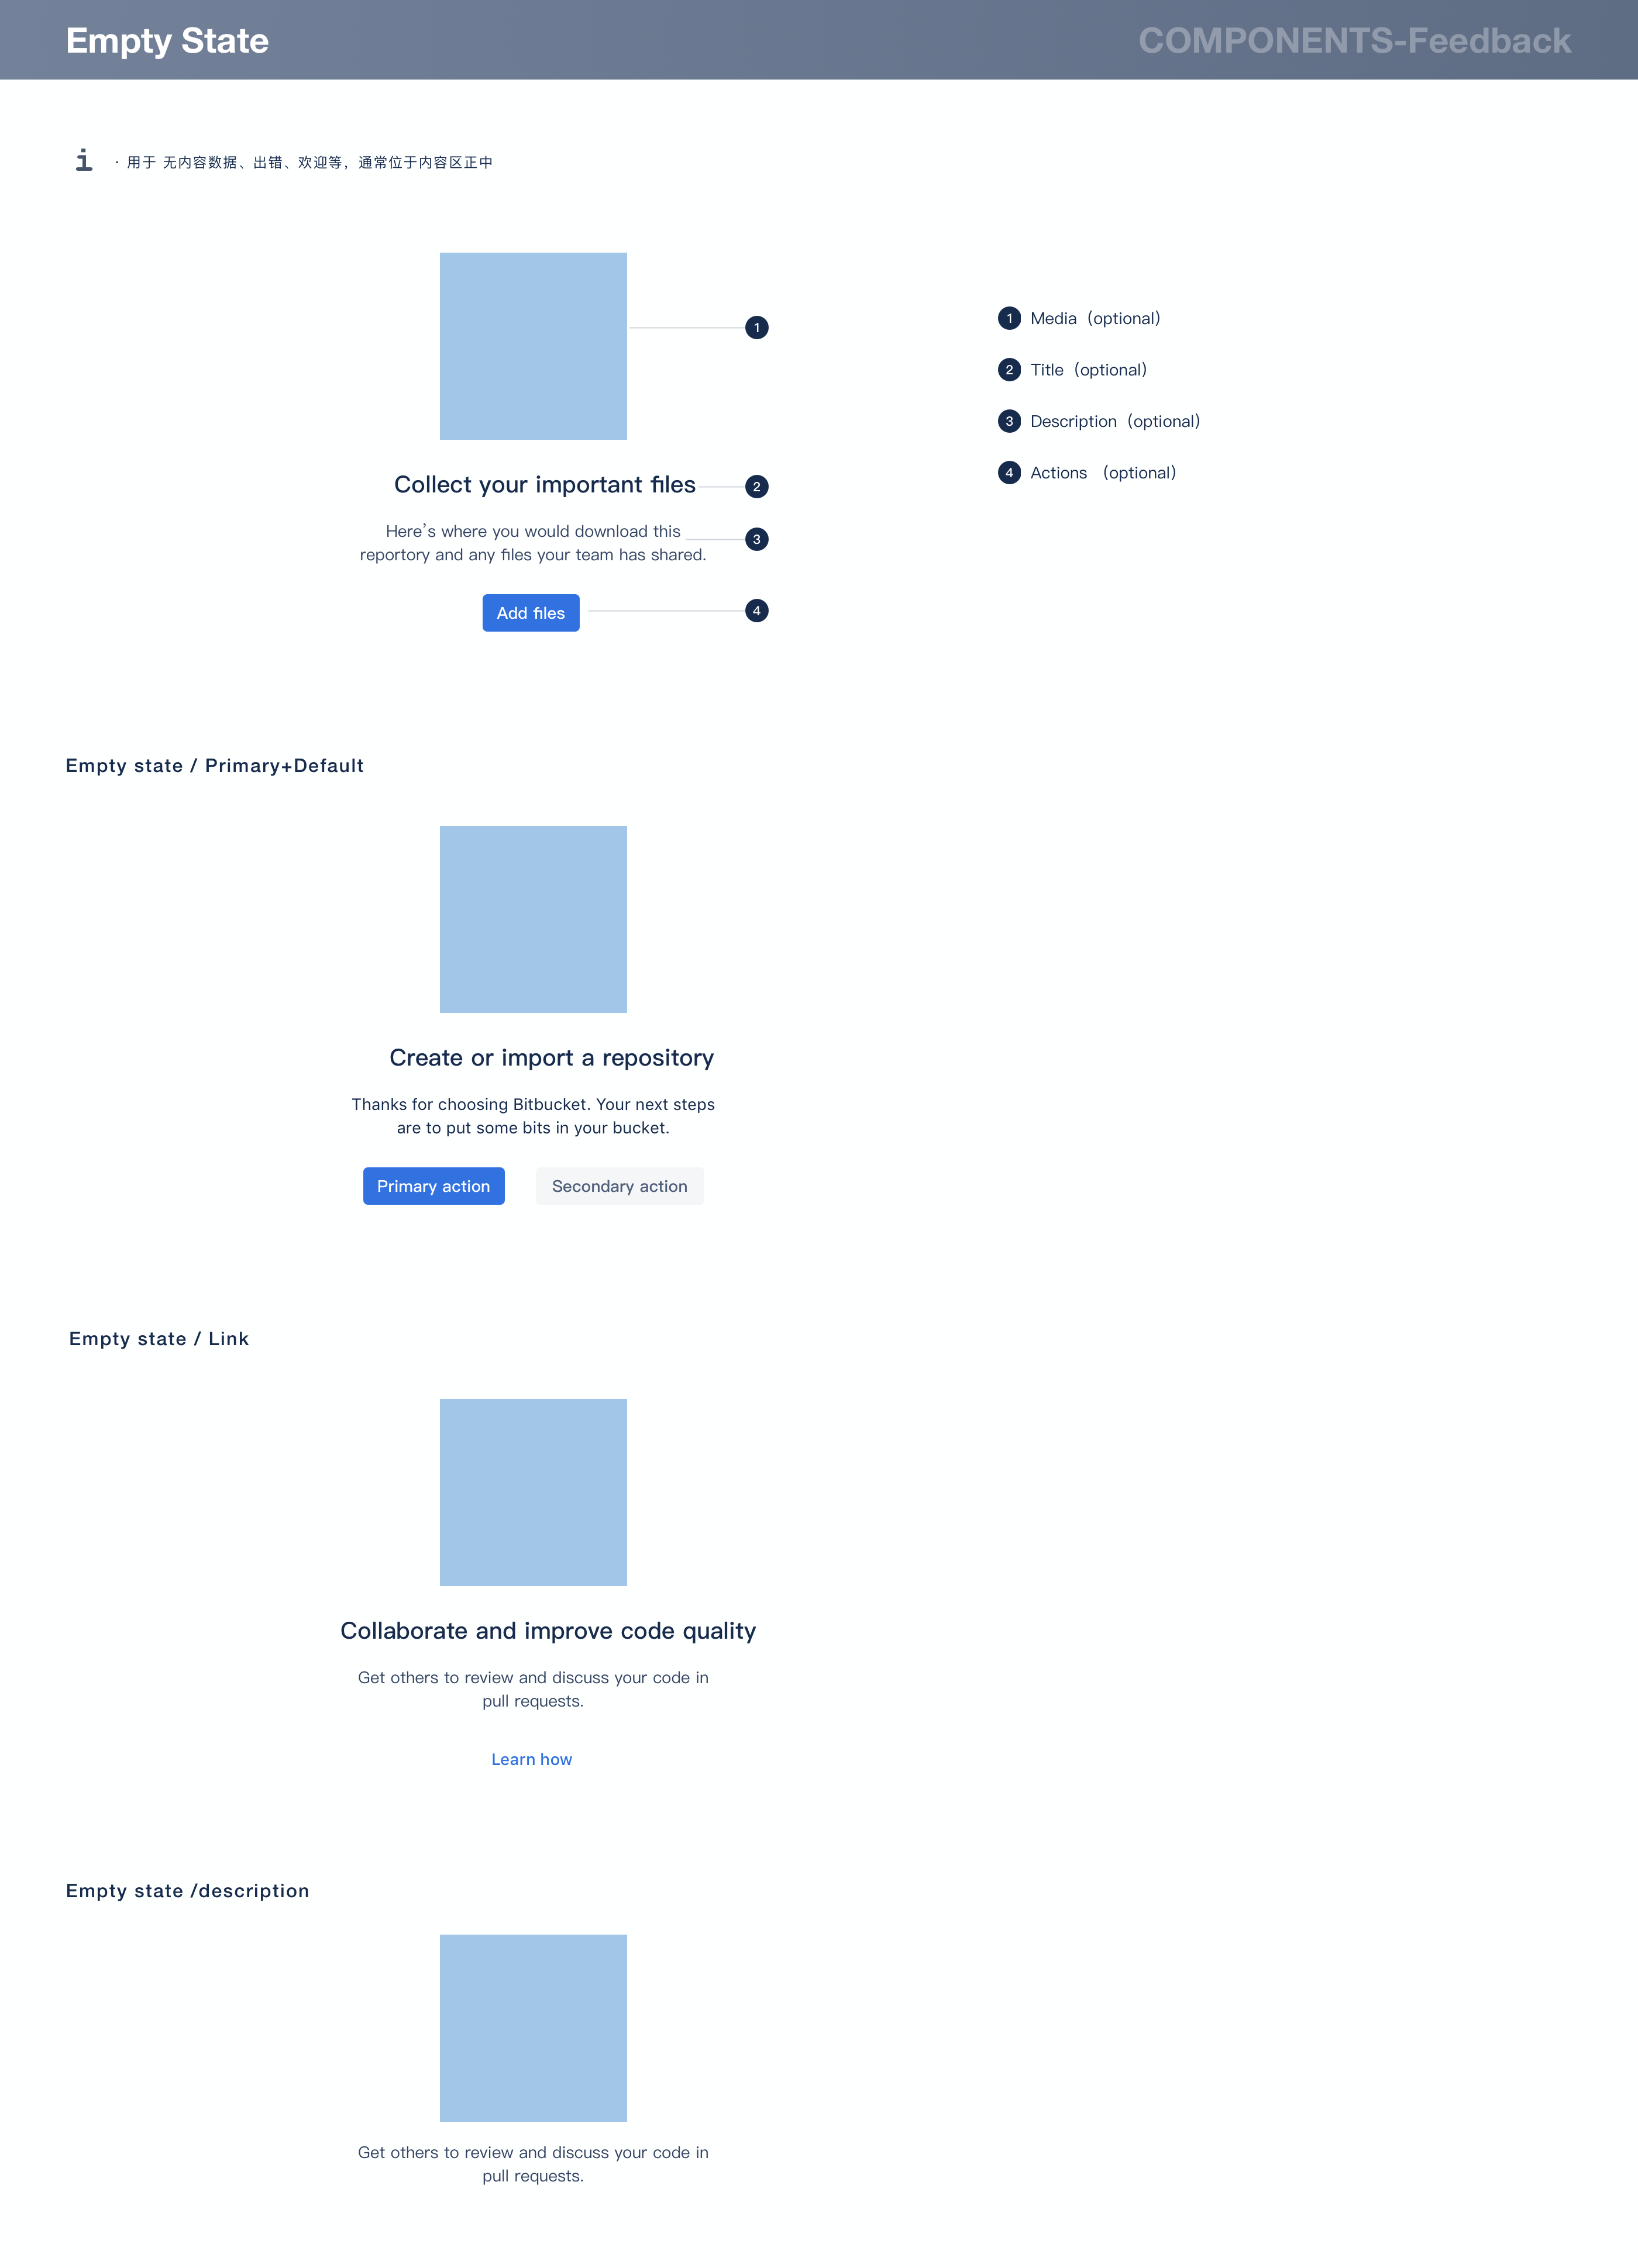 Empty State
COMPONENTS-Feedback
i
· 用于 无内容数据、出错、欢迎等，通常位于内容区正中
1
1 Media（optional）
2 Title（optional）
3 Description（optional）
4 Actions （optional）
Collect your important files
2
Here's where you would download this
3
reportory and any files your team has shared.
Add files
4
Empty state / Primary+Default
Create or import a repository
Thanks for choosing Bitbucket. Your next steps
are to put some bits in your bucket.
Primary action
Secondary action
Empty state / Link
Collaborate and improve code quality
Get others to review and discuss your code in
pull requests.
Learn how
Empty state /description
Get others to review and discuss your code in
pull requests.